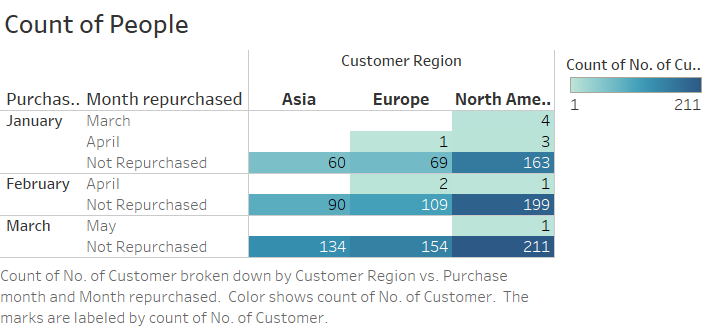 Count of People
Customer Region
Count of No. of Cu..
Purchas.. Month repurchased Asia Europe North Ame..
1 211
January March 4
April 1 3
Not Repurchased 60 69 163
February April 2 1
Not Repurchased 90 109 199
March May 1
Not Repurchased 134 154 211
Count of No. of Customer broken down by Customer Region vs. Purchase
month and Month repurchased. Color shows count of No. of Customer. The
marks are labeled by count of No. of Customer.